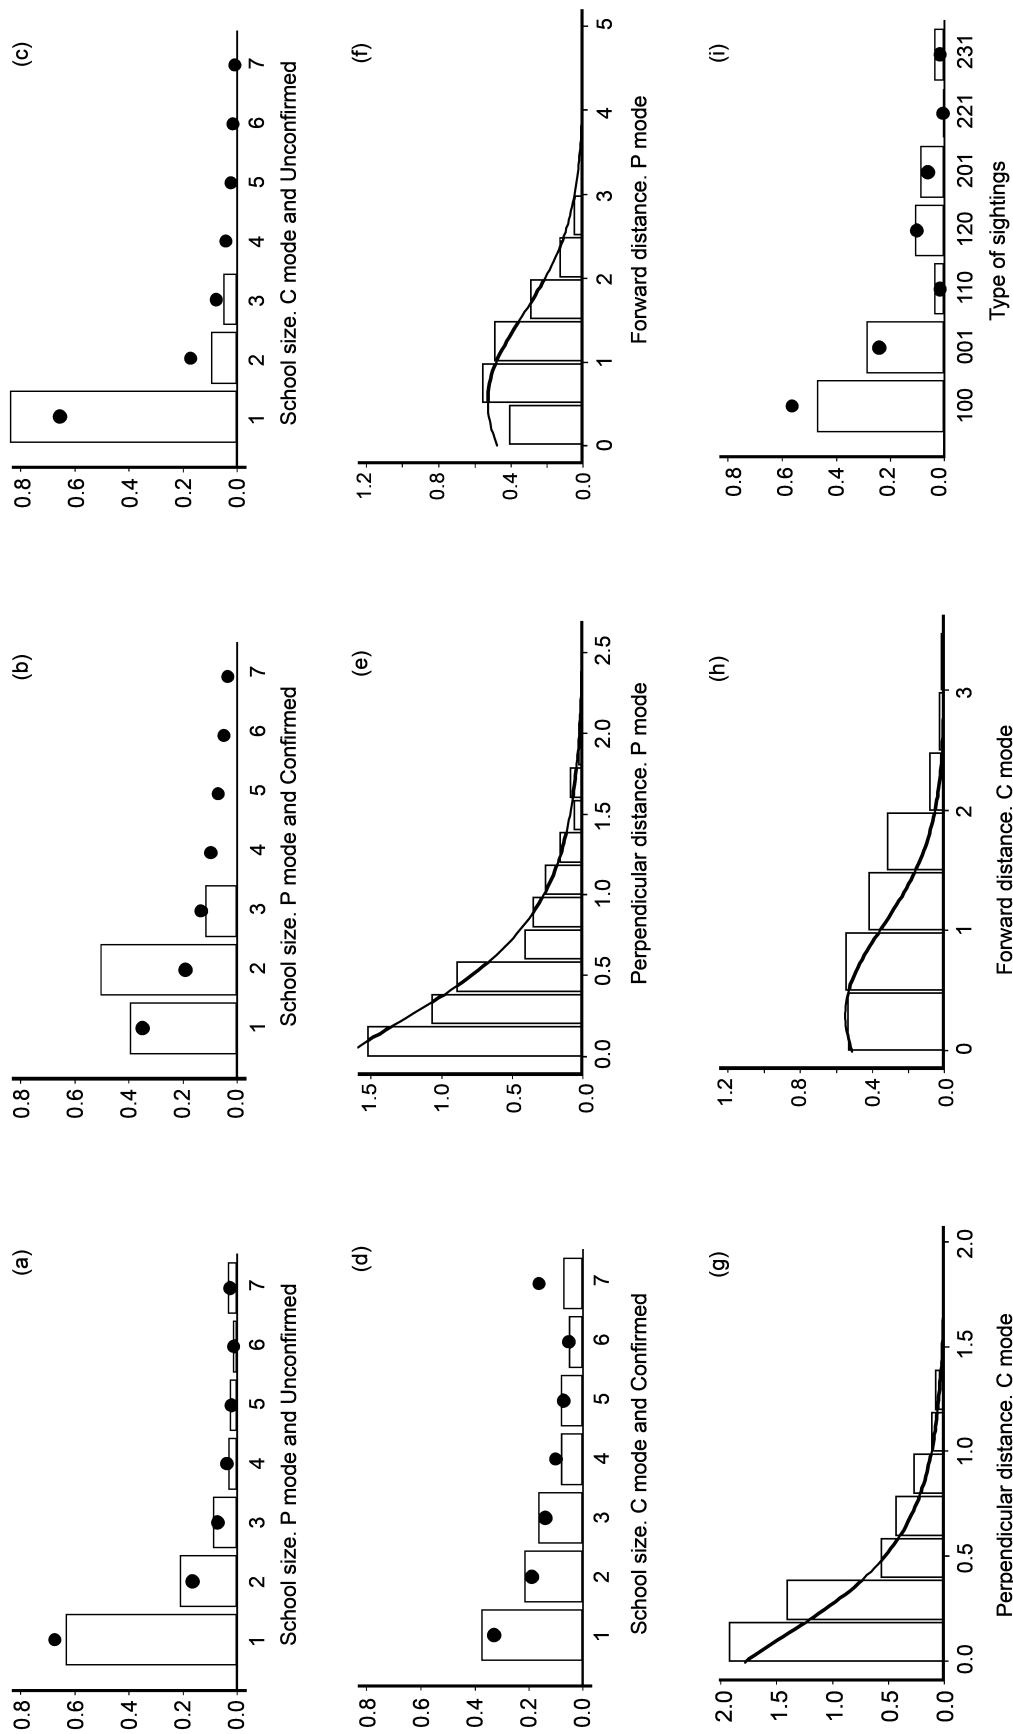 (a)
0.8
0.6
0.4
0.2
0.0
1 2 3 4 5 6 7
School size. P mode and Unconfirmed
(b)
0.8
0.6
0.4
0.2
0.0
1 2 3 4 5 6 7
School size. P mode and Confirmed
(c)
0.8
0.6
0.4
0.2
0.0
1 2 3 4 5 6 7
School size. C mode and Unconfirmed
(d)
0.8
0.6
0.4
0.2
0.0
1 2 3 4 5 6 7
School size. C mode and Confirmed
(e)
1.5
1.0
0.5
0.0
0.0 0.5 1.0 1.5 2.0 2.5
Perpendicular distance. P mode
(f)
1.2
0.8
0.4
0.0
0 1 2 3 4 5
Forward distance. P mode
(g)
2.0
1.5
1.0
0.5
0.0
0.0 0.5 1.0 1.5 2.0
Perpendicular distance. C mode
(h)
1.2
0.8
0.4
0.0
0 1 2 3
Forward distance. C mode
(i)
0.8
0.6
0.4
0.2
0.0
100 001 110 120 201 221 231
Type of sightings